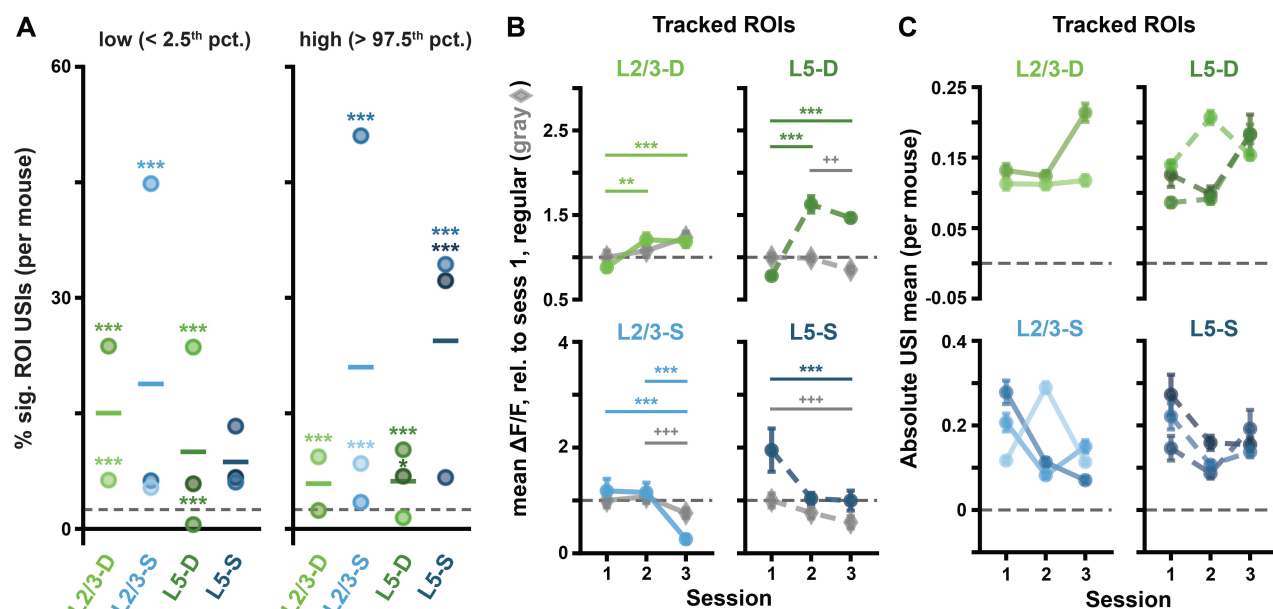 A
low (< 2.5th pct.)
high (> 97.5th pct.)
% sig. ROI USIs (per mouse)
60
30
0
***
***
***
***
***
***
***
***
***
***
*
***
***
L2/3-D
L2/3-S
L5-D
L5-S
L2/3-D
L2/3-S
L5-D
L5-S
B
Tracked ROIs
mean ΔF/F, rel. to sess 1, regular (gray ◆)
L2/3-D
L5-D
2.5
1.5
0.5
***
**
***
***
++
L2/3-S
L5-S
4
2
0
***
***
+++
***
+++
1 2 3
1 2 3
Session
C
Tracked ROIs
Absolute USI mean (per mouse)
L2/3-D
L5-D
0.25
0.15
0.05
-0.05
L2/3-S
L5-S
0.4
0.2
0
1 2 3
1 2 3
Session